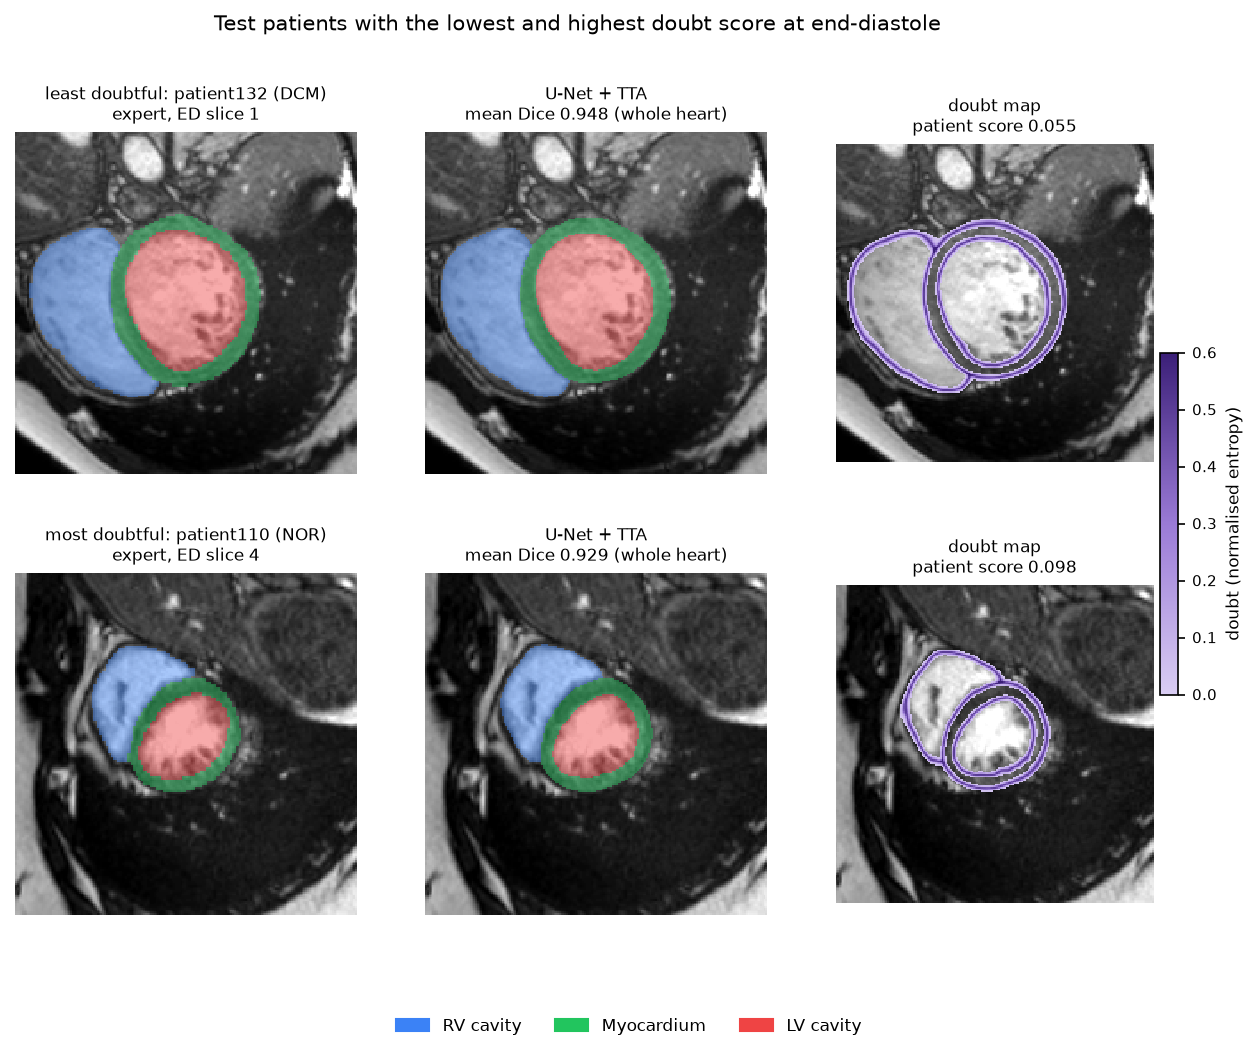 Test patients with the lowest and highest doubt score at end-diastole
least doubtful: patient132 (DCM)
expert, ED slice 1
U-Net + TTA
mean Dice 0.948 (whole heart)
doubt map
patient score 0.055
most doubtful: patient110 (NOR)
expert, ED slice 4
U-Net + TTA
mean Dice 0.929 (whole heart)
doubt map
patient score 0.098
0.6
0.5
0.4
0.3
0.2
0.1
0.0
doubt (normalised entropy)
RV cavity
Myocardium
LV cavity